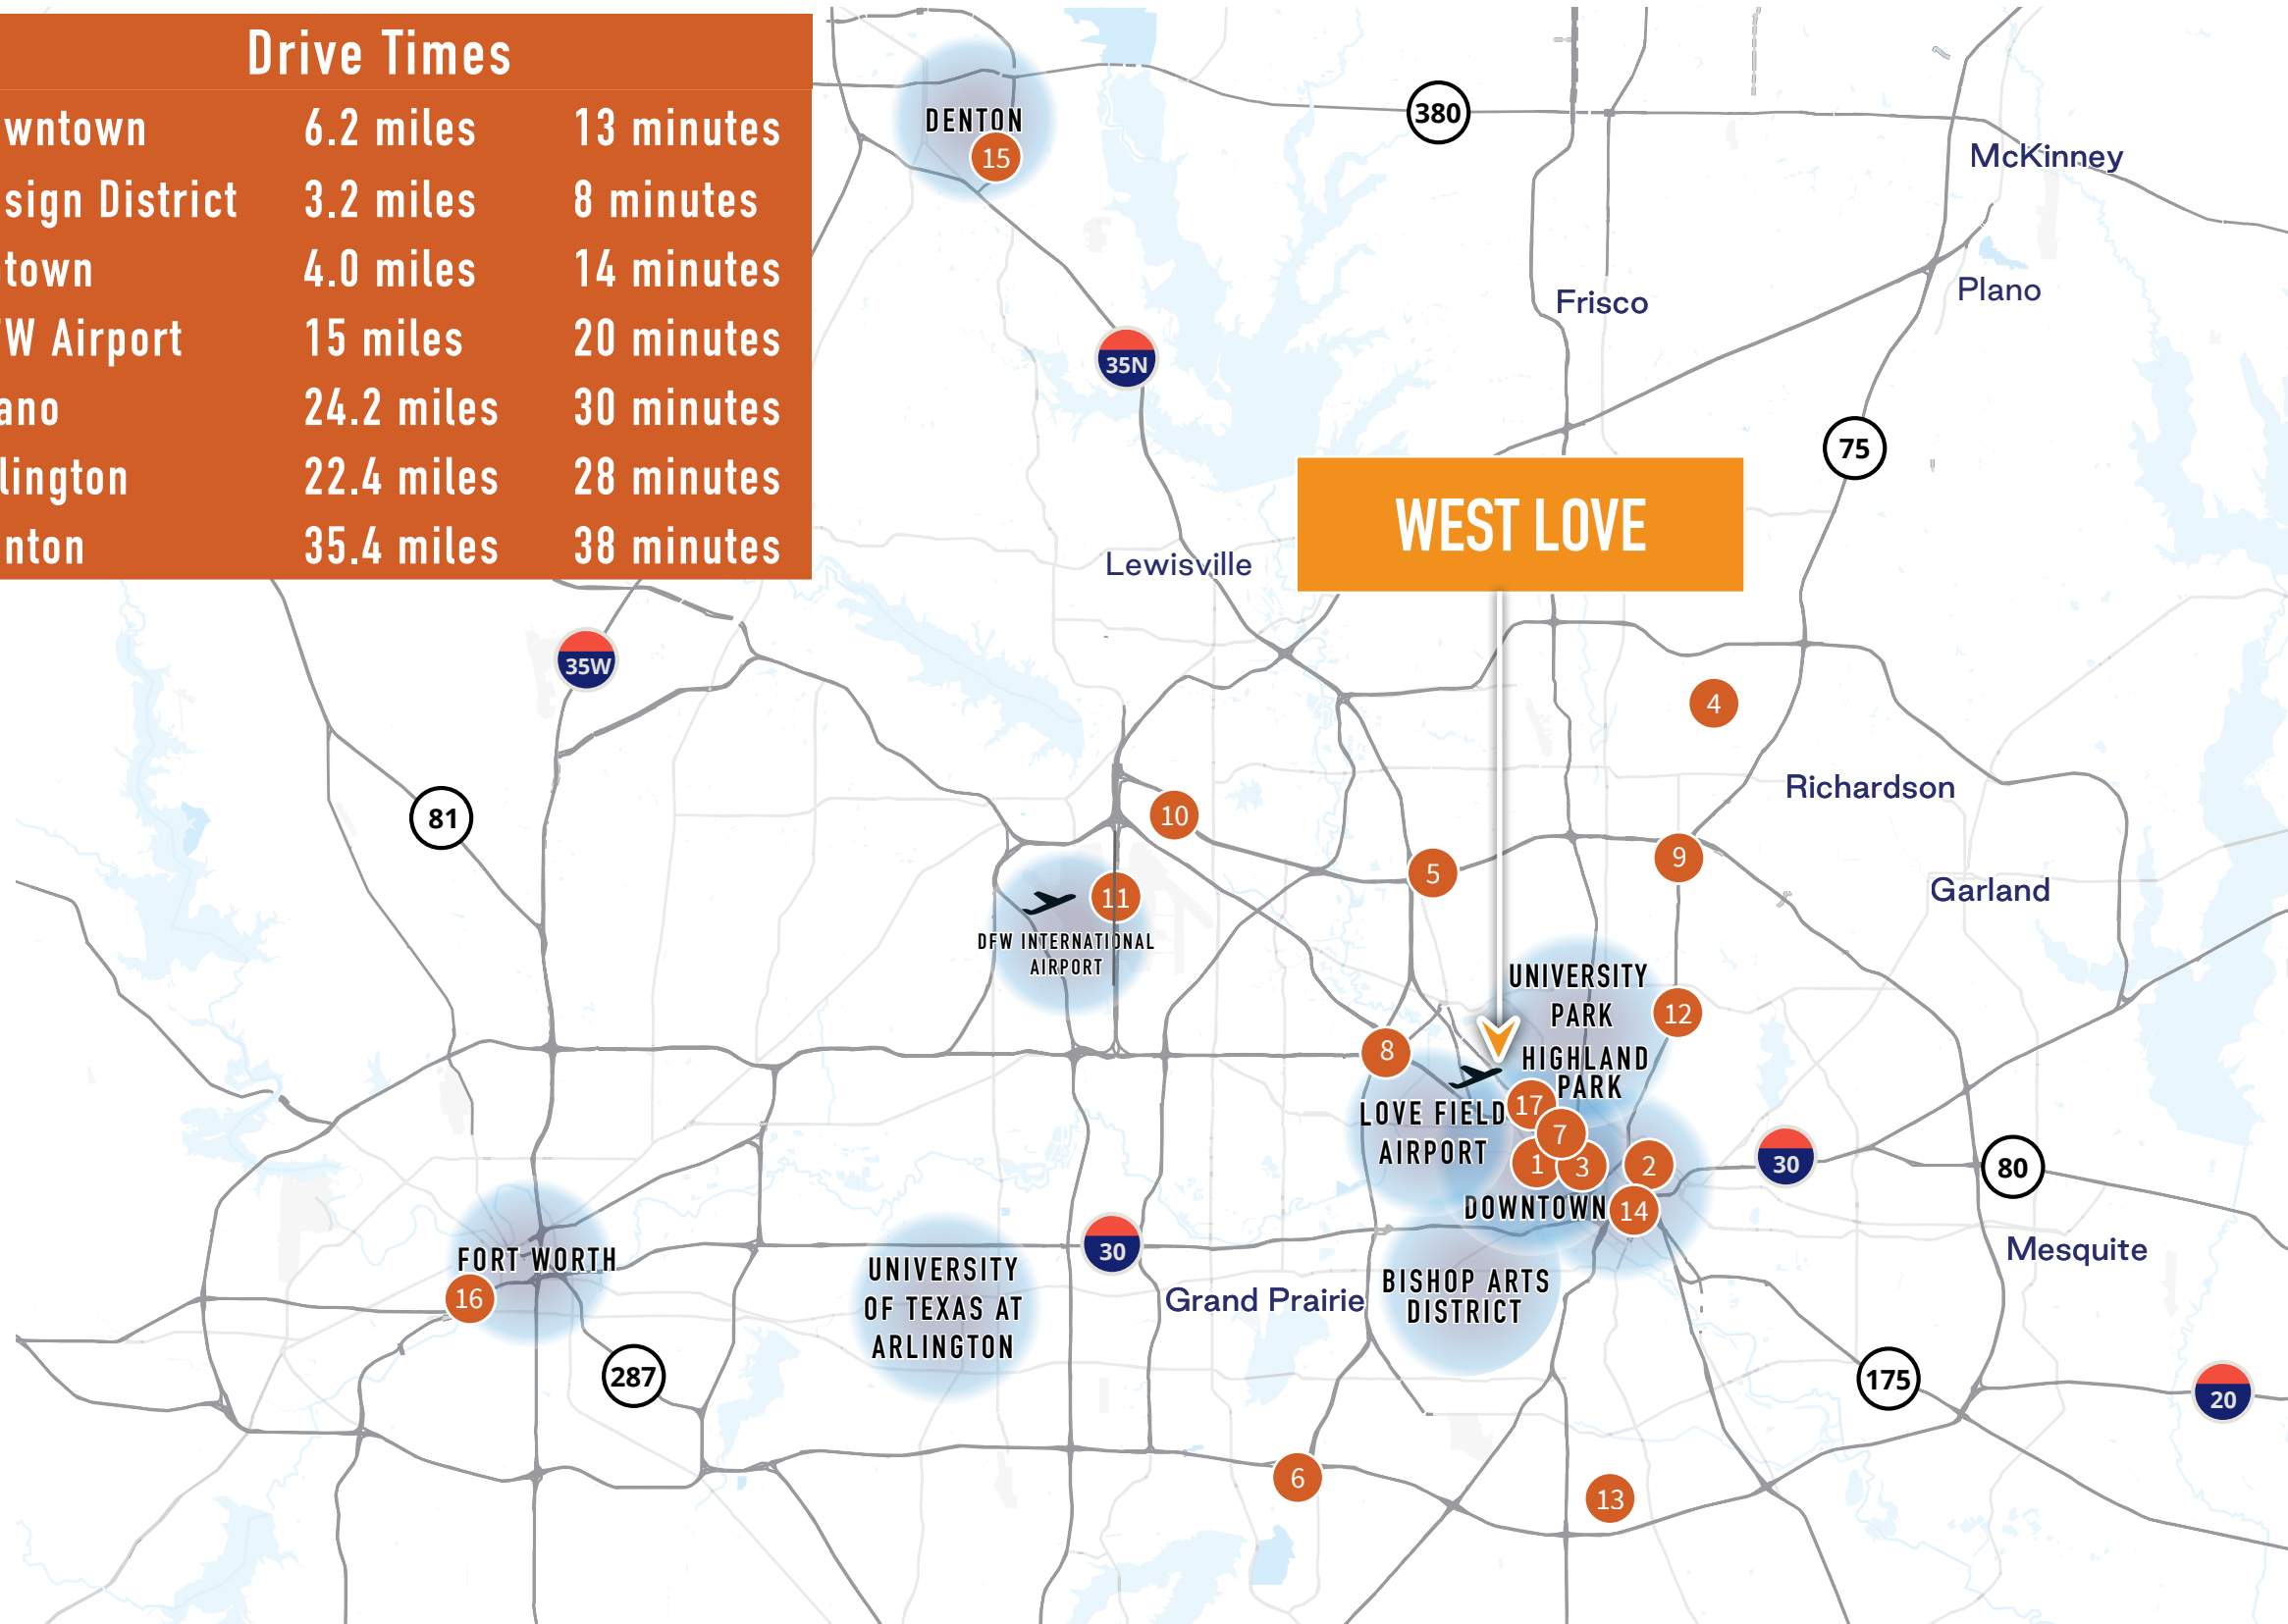 Drive Times
wntown 6.2 miles 13 minutes
sign District 3.2 miles 8 minutes
town 4.0 miles 14 minutes
W Airport 15 miles 20 minutes
ano 24.2 miles 30 minutes
lington 22.4 miles 28 minutes
nton 35.4 miles 38 minutes
DENTON
15
380
McKinney
Plano
Frisco
35N
75
WEST LOVE
Lewisville
35W
4
Richardson
81
10
9
5
Garland
11
DFW INTERNATIONAL
AIRPORT
UNIVERSITY
PARK
12
8
HIGHLAND
PARK
17
LOVE FIELD
AIRPORT
7
1
3
2
30
80
DOWNTOWN
14
FORT WORTH
16
30
Mesquite
UNIVERSITY
OF TEXAS AT
ARLINGTON
Grand Prairie
BISHOP ARTS
DISTRICT
287
175
20
6
13